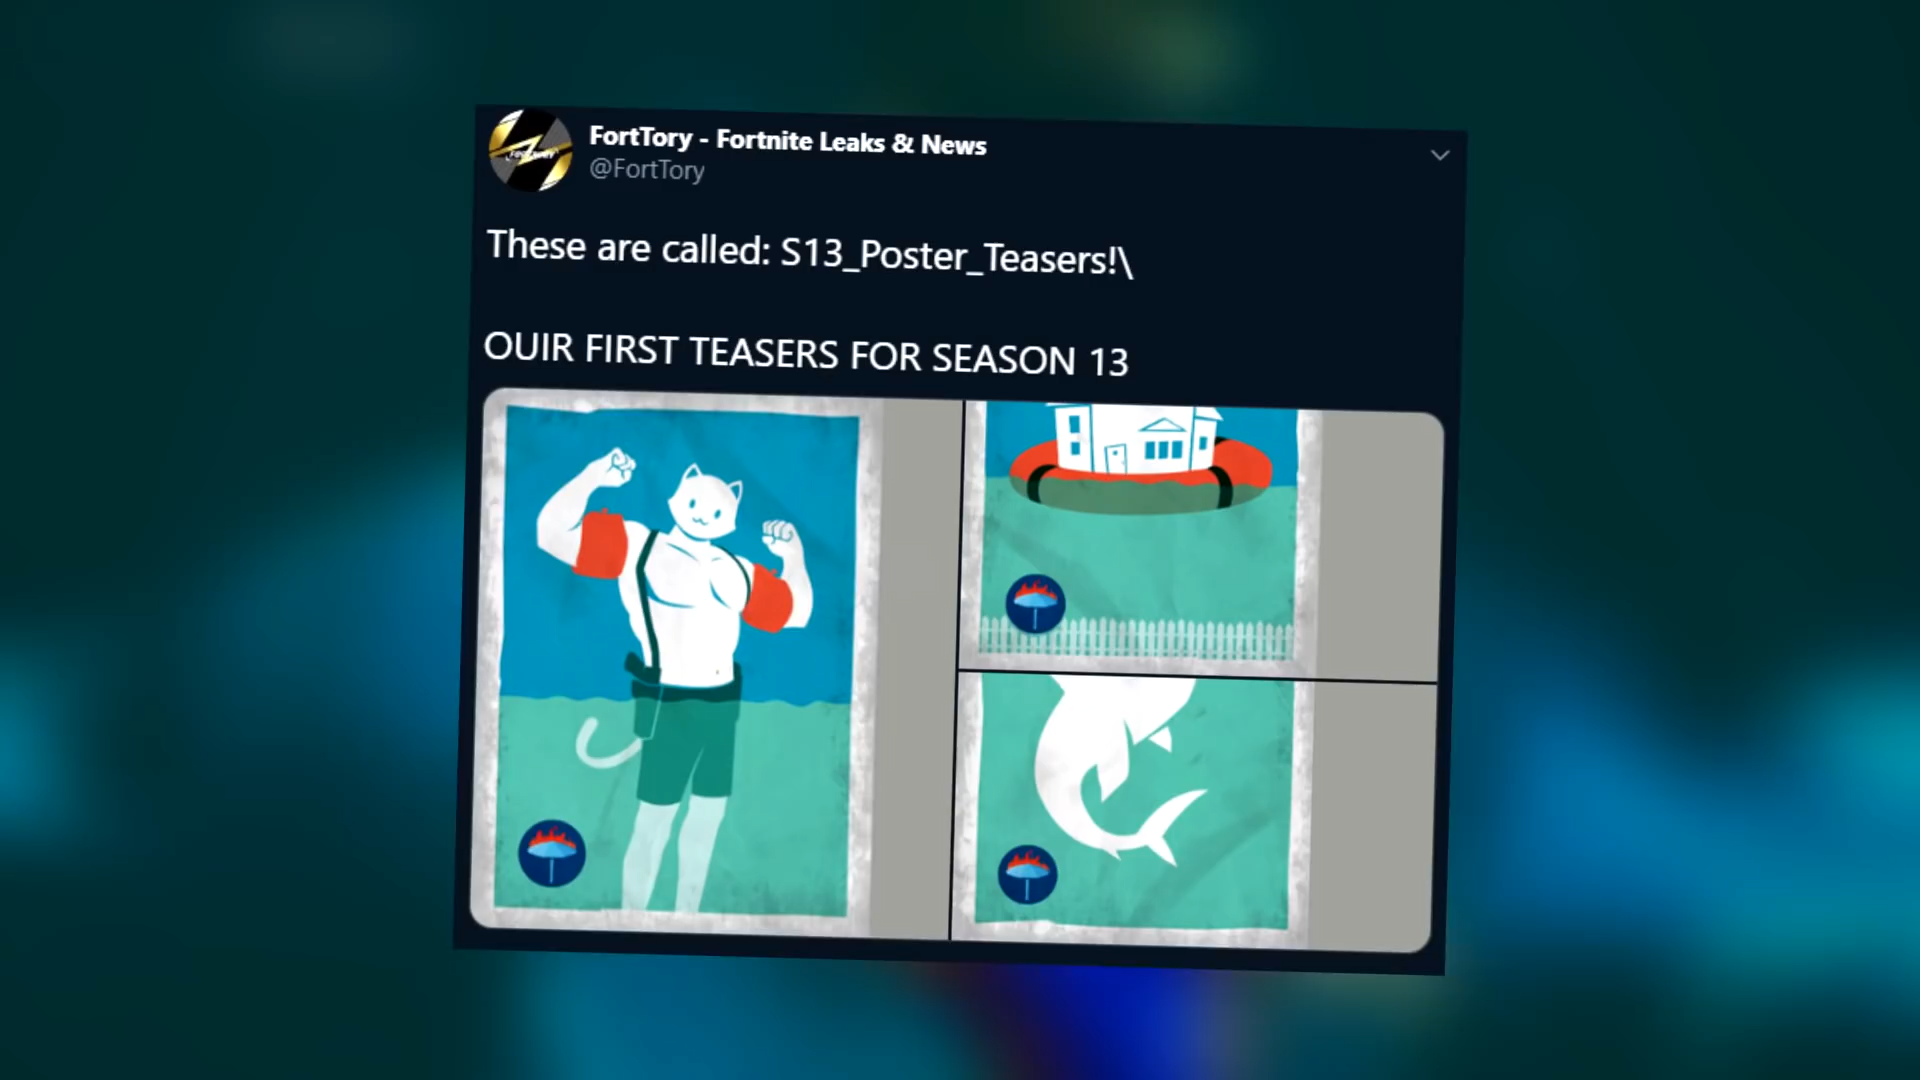 FortTory - Fortnite Leaks & News
@FortTory
These are called: S13_Poster_Teasers!\
OUIR FIRST TEASERS FOR SEASON 13